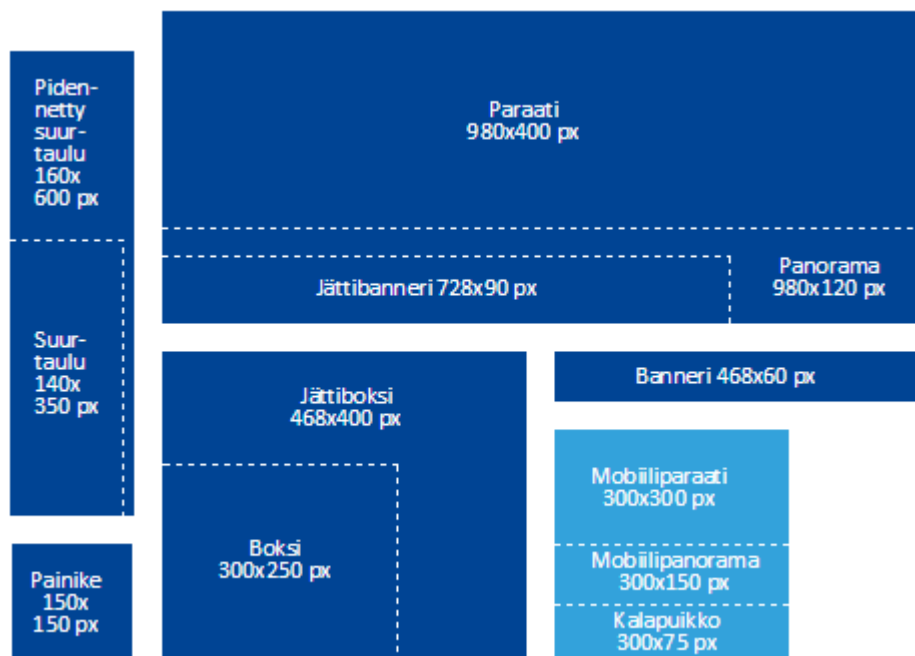 Piden-
netty
suur-
taulu
160x
600 px
Suur-
taulu
140x
350 px
Painike
150x
150 px
Paraati
980x400 px
Jättibanneri 728x90 px
Panorama
980x120 px
Jättiboksi
468x400 px
Boksi
300x250 px
Banneri 468x60 px
Mobiiliparaati
300x300 px
Mobiilipanorama
300x150 px
Kalapuikko
300x75 px